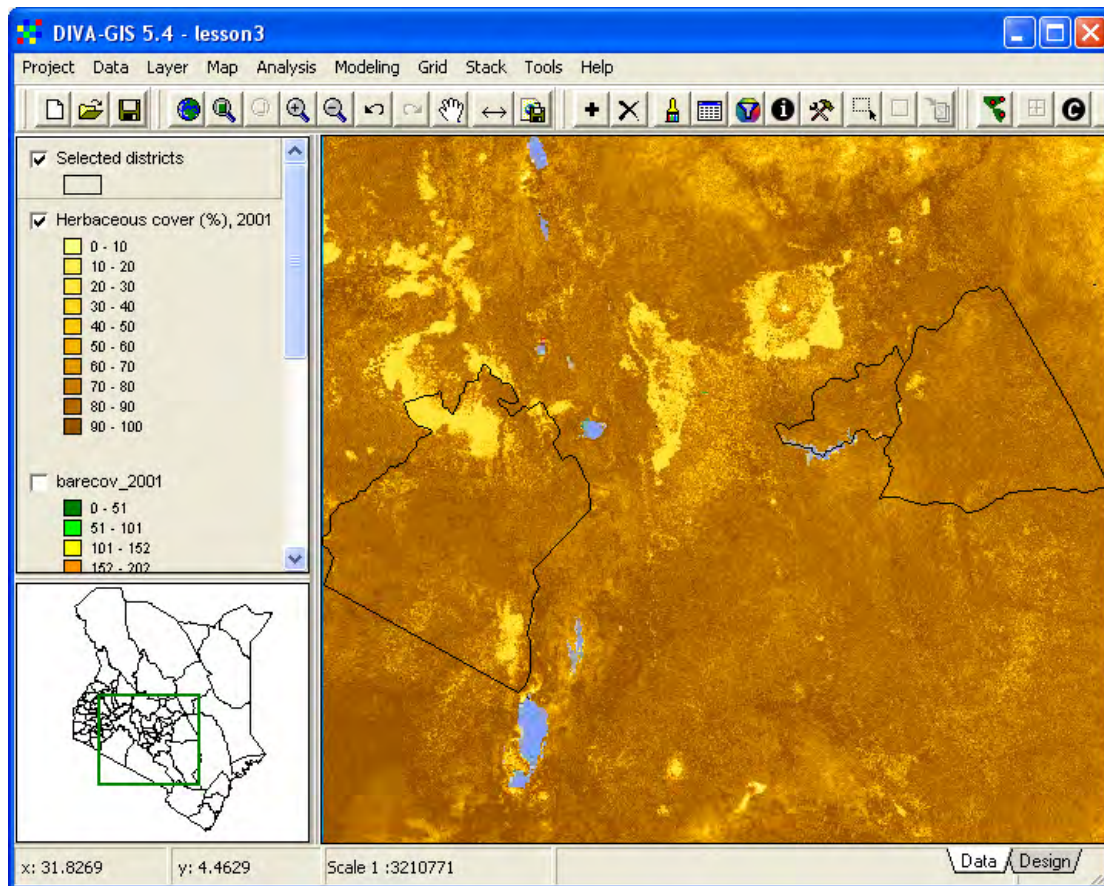 DIVA-GIS 5.4 - lesson3
Project Data Layer Map Analysis Modeling Grid Stack Tools Help
Selected districts
Herbaceous cover (%), 2001
0 - 10
10 - 20
20 - 30
30 - 40
40 - 50
50 - 60
60 - 70
70 - 80
80 - 90
90 - 100
barecov_2001
0 - 51
51 - 101
101 - 152
152 - 202
x: 31.8269 y: 4.4629 Scale 1 :3210771 Data Design